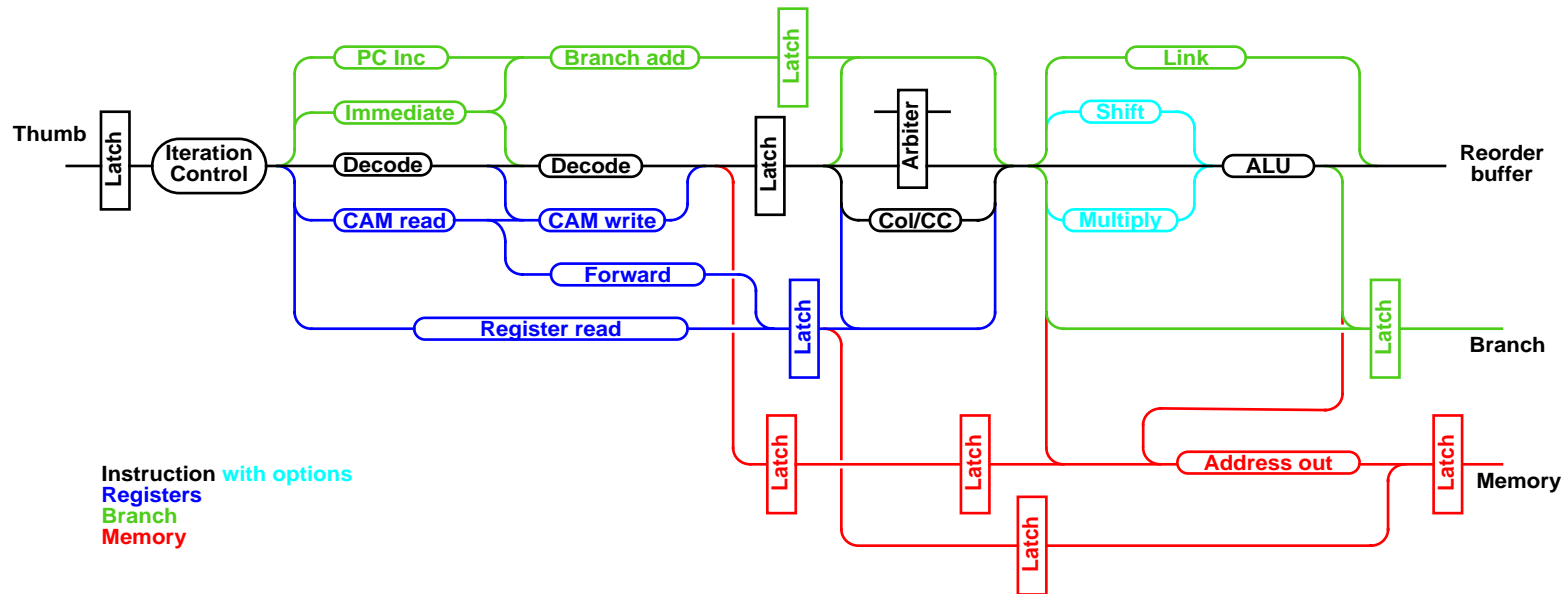 PC Inc
Branch add
Latch
Link
Immediate
Shift
Thumb
Latch
Iteration
Control
Decode
Decode
Latch
Arbiter
ALU
Reorder
buffer
CAM read
CAM write
Col/CC
Multiply
Forward
Register read
Latch
Latch
Branch
Latch
Latch
Address out
Latch
Memory
Latch
Instruction with options
Registers
Branch
Memory